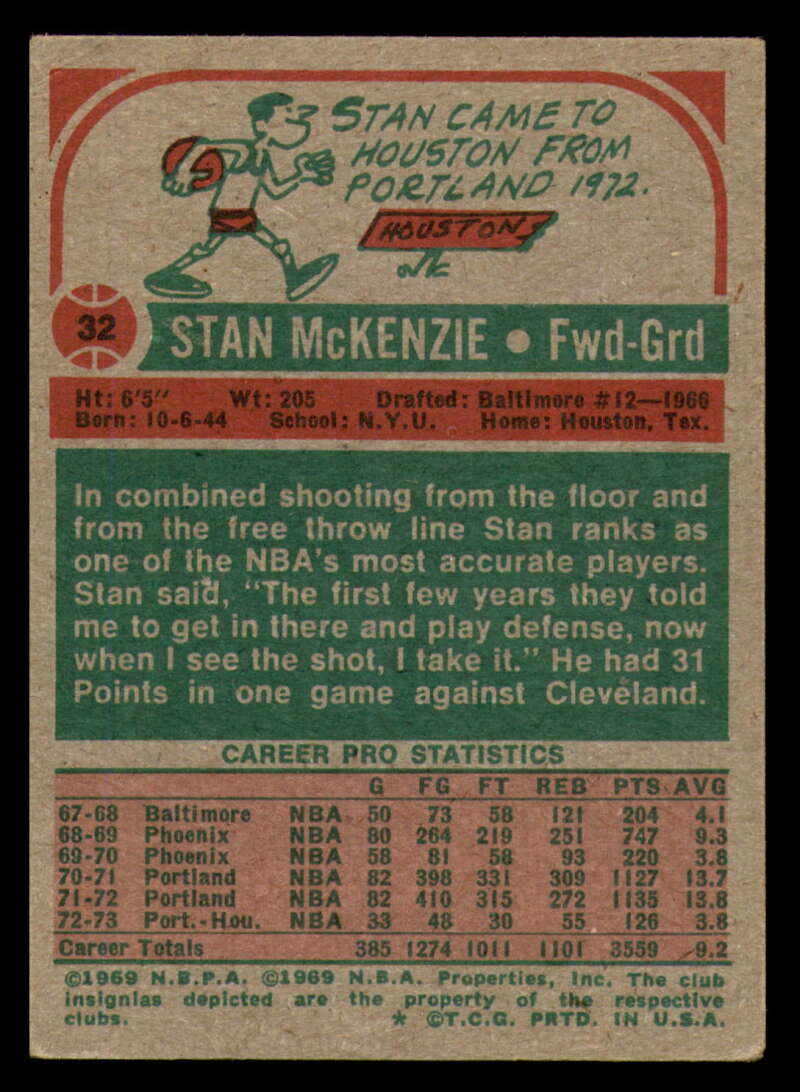 STAN CAME TO
HOUSTON FROM
PORTLAND 1972.
HOUSTON
32
STAN McKENZIE • Fwd-Grd
Ht: 6'5" Wt: 205 Drafted: Baltimore #12—1966
Born: 10-6-44 School: N.Y.U. Home: Houston, Tex.
In combined shooting from the floor and
from the free throw line Stan ranks as
one of the NBA's most accurate players.
Stan said, "The first few years they told
me to get in there and play defense, now
when I see the shot, I take it." He had 31
Points in one game against Cleveland.
CAREER PRO STATISTICS
G FG FT REB PTS AVG
67-68 Baltimore NBA 50 73 58 121 204 4.1
68-69 Phoenix NBA 80 264 219 251 747 9.3
69-70 Phoenix NBA 58 81 58 93 220 3.8
70-71 Portland NBA 82 398 331 309 1127 13.7
71-72 Portland NBA 82 410 315 272 1135 13.8
72-73 Port.-Hou. NBA 33 48 30 55 126 3.8
Career Totals 385 1274 1011 1101 3559 9.2
©1969 N.B.P.A. ©1969 N.B.A. Properties, Inc. The club
insignias depicted are the property of the respective
clubs. * ©T.C.G. PRTD. IN U.S.A.